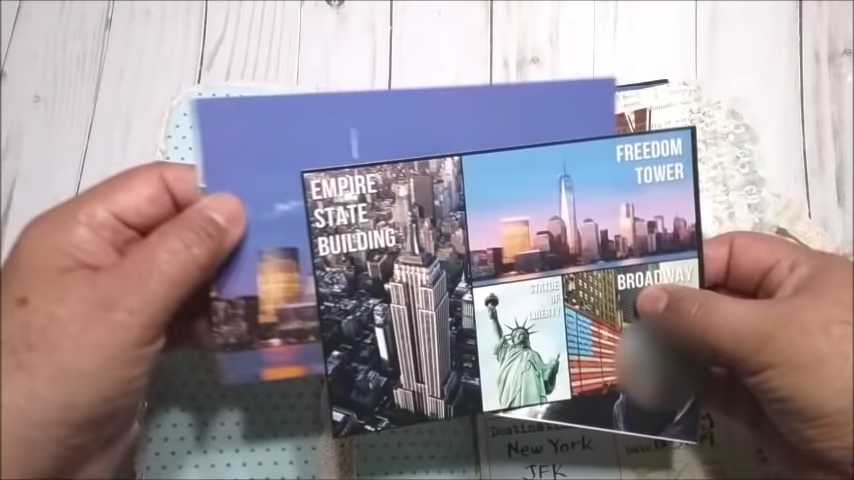 EMPIRE
STATE
BUILDING
FREEDOM
TOWER
STATUE
OF
LIBERTY
BROADWAY
New York
JFK